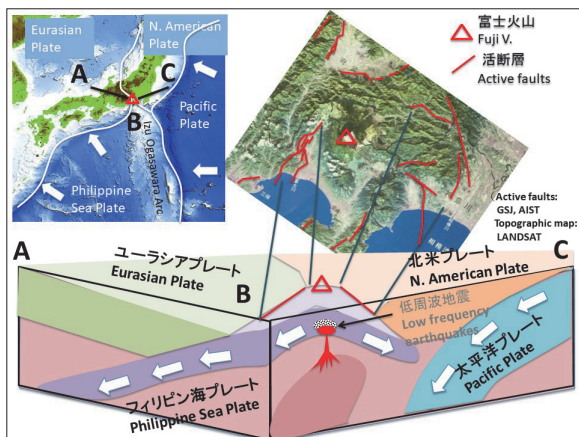 Eurasian
Plate
N. American
Plate
A
C
B
Pacific
Plate
Izu Ogasawara Arc
Philippine
Sea Plate
富士火山
Fuji V.
活断層
Active faults
Active faults:
GSJ, AIST
Topographic map:
LANDSAT
A
ユーラシアプレート
Eurasian Plate
B
北米プレート
N. American Plate
C
低周波地震
Low frequency
earthquakes
太平洋プレート
Pacific Plate
フィリピン海プレート
Philippine Sea Plate